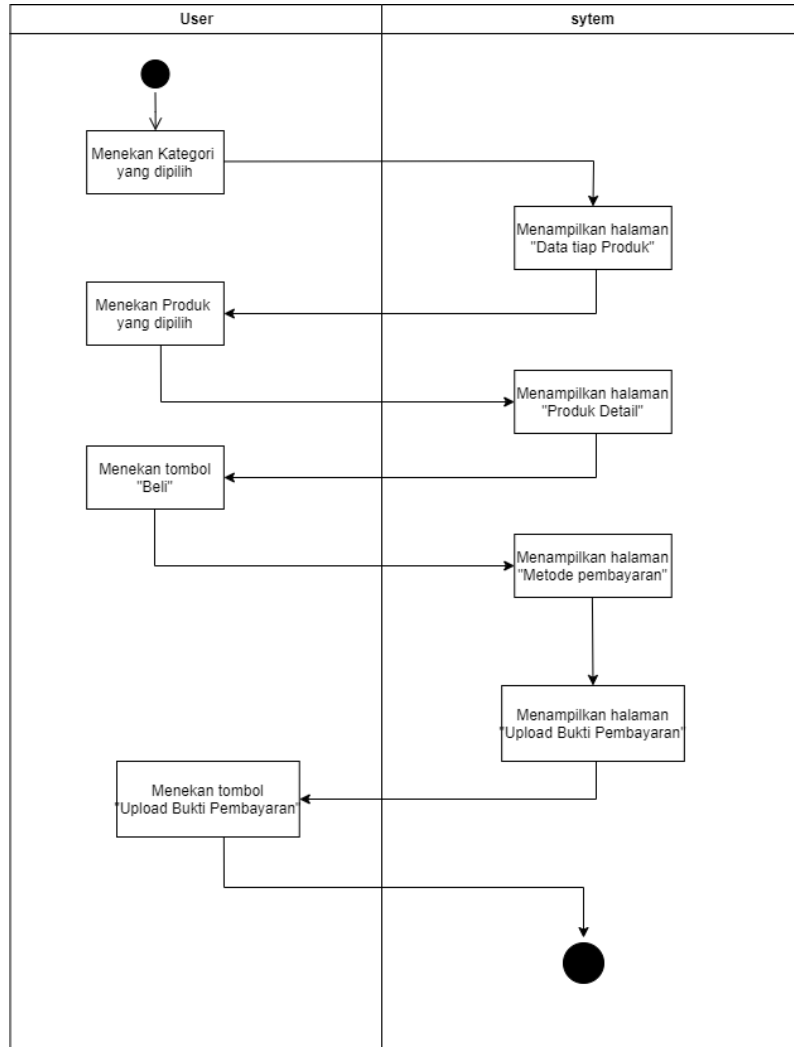 User
sytem
Menekan Kategori
yang dipilih
Menampilkan halaman
"Data tiap Produk"
Menekan Produk
yang dipilih
Menampilkan halaman
"Produk Detail"
Menekan tombol
"Beli"
Menampilkan halaman
"Metode pembayaran"
Menampilkan halaman
"Upload Bukti Pembayaran"
Menekan tombol
"Upload Bukti Pembayaran"